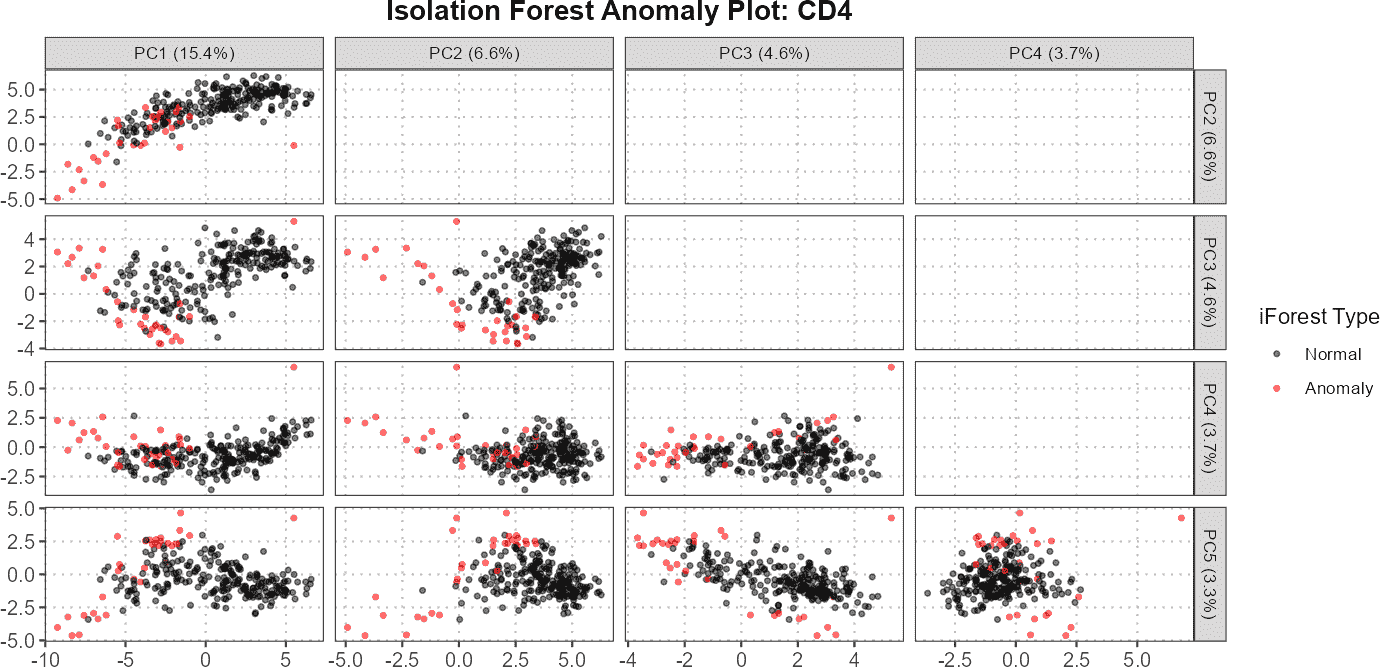 Isolation Forest Anomaly Plot: CD4
PC1 (15.4%) PC2 (6.6%) PC3 (4.6%) PC4 (3.7%)
5.0
2.5
0.0
-2.5
-5.0
PC2 (6.6%)
4
2
0
-2
-4
PC3 (4.6%)
5.0
2.5
0.0
-2.5
PC4 (3.7%)
5.0
2.5
0.0
-2.5
-5.0
PC5 (3.3%)
-10 -5 0 5 -5.0 -2.5 0.0 2.5 5.0 -4 -2 0 2 4 -2.5 0.0 2.5 5.0
iForest Type
Normal
Anomaly